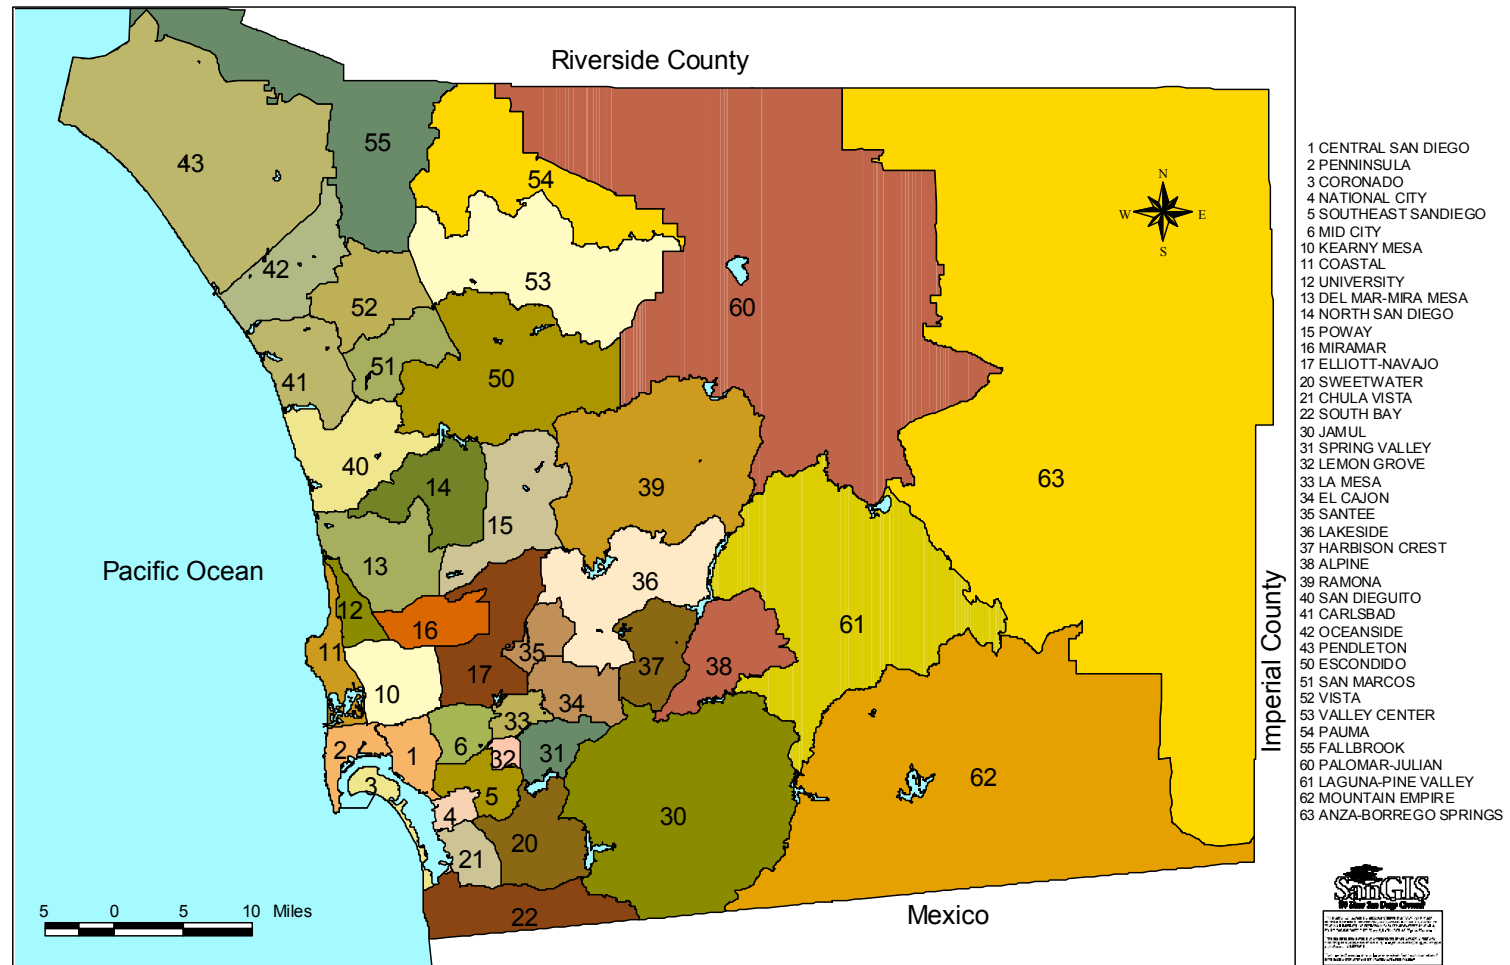 Riverside County
55
43
54
N
W E
S
42
53
52
60
51
41
50
40
63
14
39
15
Pacific Ocean
13
36
12
61
16
11
35
17
37
38
10
34
33
2
1
6
32
31
62
3
5
4
30
20
21
22
Mexico
Imperial County
5 0 5 10 Miles
1 CENTRAL SAN DIEGO
2 PENNINSULA
3 CORONADO
4 NATIONAL CITY
5 SOUTHEAST SANDIEGO
6 MID CITY
10 KEARNY MESA
11 COASTAL
12 UNIVERSITY
13 DEL MAR-MIRA MESA
14 NORTH SAN DIEGO
15 POWAY
16 MIRAMAR
17 ELLIOTT-NAVAJO
20 SWEETWATER
21 CHULA VISTA
22 SOUTH BAY
30 JAMUL
31 SPRING VALLEY
32 LEMON GROVE
33 LA MESA
34 EL CAJON
35 SANTEE
36 LAKESIDE
37 HARBISON CREST
38 ALPINE
39 RAMONA
40 SAN DIEGUITO
41 CARLSBAD
42 OCEANSIDE
43 PENDLETON
50 ESCONDIDO
51 SAN MARCOS
52 VISTA
53 VALLEY CENTER
54 PAUMA
55 FALLBROOK
60 PALOMAR-JULIAN
61 LAGUNA-PINE VALLEY
62 MOUNTAIN EMPIRE
63 ANZA-BORREGO SPRINGS
SanGIS